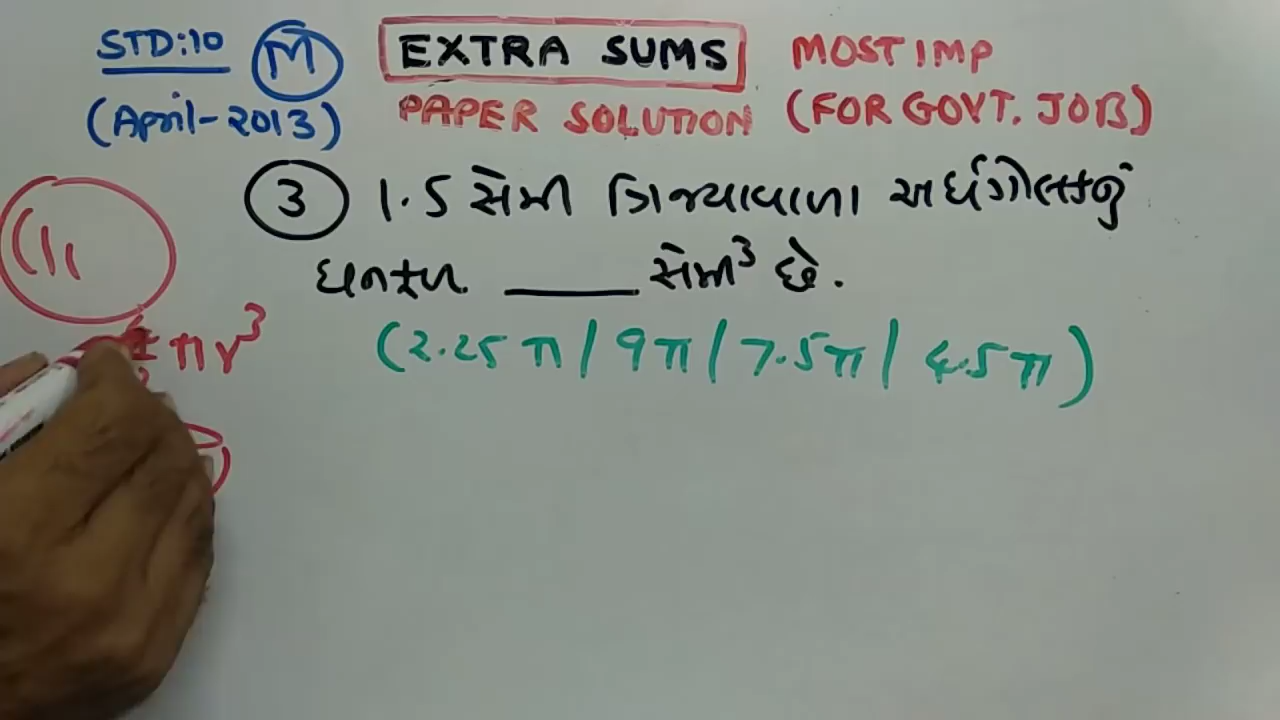 STD:10 M EXTRA SUMS MOST IMP
(April-2013) PAPER SOLUTION (FOR GOVT. JOB)
3 1.5 સેમી ત્રિજ્યાવાળા અર્ધગોલકનું
ઘનફળ ____ સેમી³ છે.
πr³
(2.25π/9π/7.5π/4.5π)